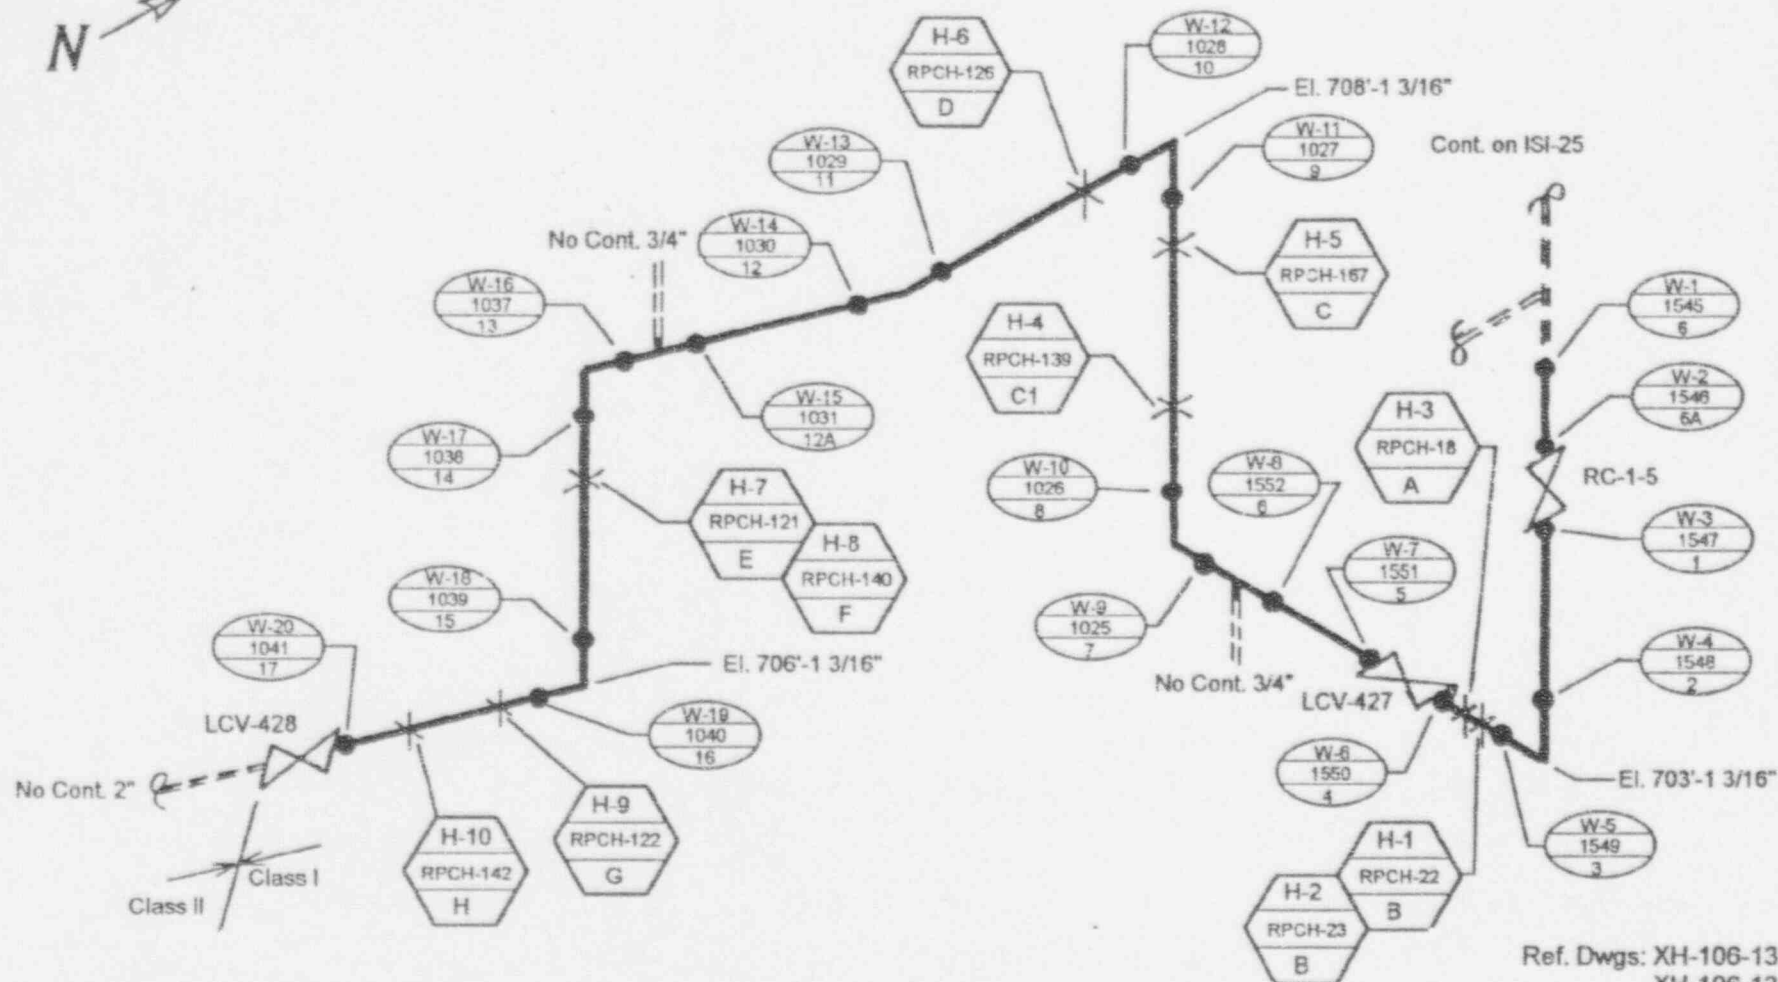 N
H-6
RPCH-126
D
W-12
1028
10
El. 708'-1 3/16"
W-11
1027
9
Cont. on ISI-25
W-13
1029
11
No Cont. 3/4"
W-14
1030
12
H-5
RPCH-167
C
W-16
1037
13
H-4
RPCH-139
C1
W-1
1545
6
W-2
1546
6A
W-15
1031
12A
H-3
RPCH-18
A
W-17
1038
14
W-10
1026
8
W-8
1552
6
RC-1-5
H-7
RPCH-121
E
H-8
RPCH-140
F
W-3
1547
1
W-7
1551
5
W-18
1039
15
W-9
1025
7
W-20
1041
17
El. 706'-1 3/16"
No Cont. 3/4"
W-4
1548
2
LCV-428
LCV-427
W-19
1040
16
W-6
1550
4
El. 703'-1 3/16"
No Cont. 2"
H-9
RPCH-122
G
H-10
RPCH-142
H
H-1
RPCH-22
B
W-5
1549
3
Class I
Class II
H-2
RPCH-23
B
Ref. Dwgs: XH-106-13